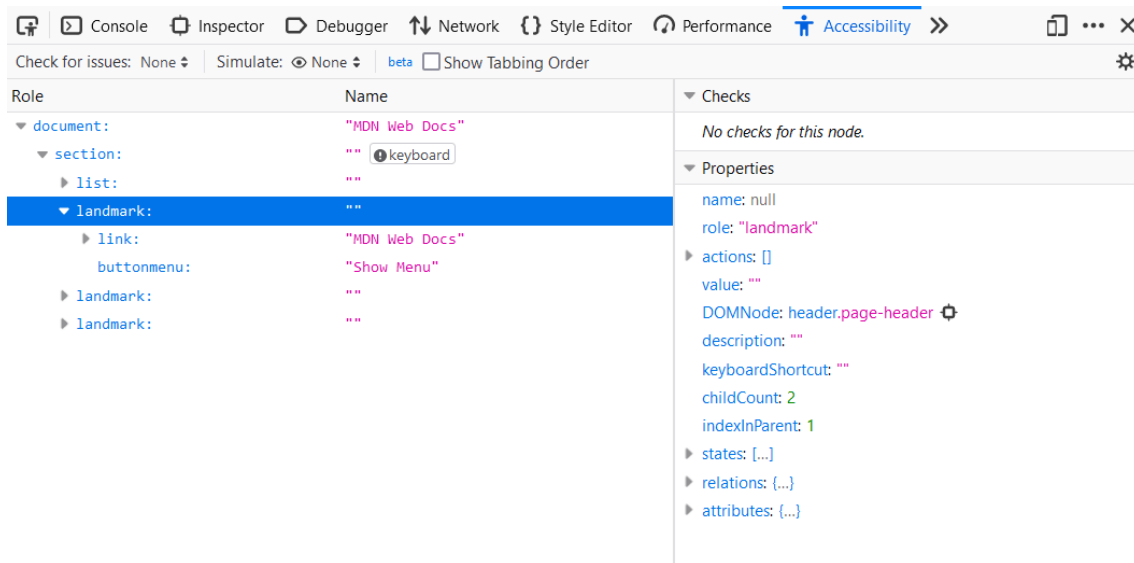 Console Inspector Debugger Network Style Editor Performance Accessibility
Check for issues: None Simulate: None beta Show Tabbing Order
Role Name
document: "MDN Web Docs"
section: "" keyboard
list: ""
landmark: ""
link: "MDN Web Docs"
buttonmenu: "Show Menu"
landmark: ""
landmark: ""
Checks
No checks for this node.
Properties
name: null
role: "landmark"
actions: []
value: ""
DOMNode: header.page-header
description: ""
keyboardShortcut: ""
childCount: 2
indexInParent: 1
states: […]
relations: {…}
attributes: {…}